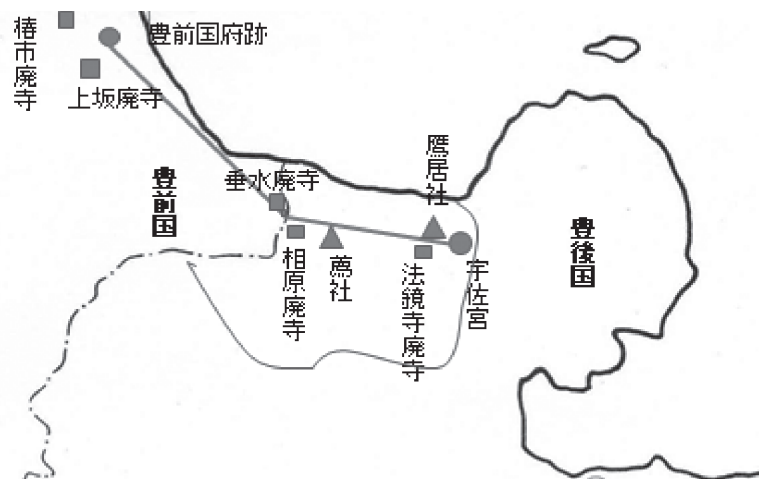 椿市廃寺
豊前国府跡
上坂廃寺
垂水廃寺
豊前国
鷹居社
豊後国
相原廃寺
薦社
法鏡寺廃寺
宇佐宮